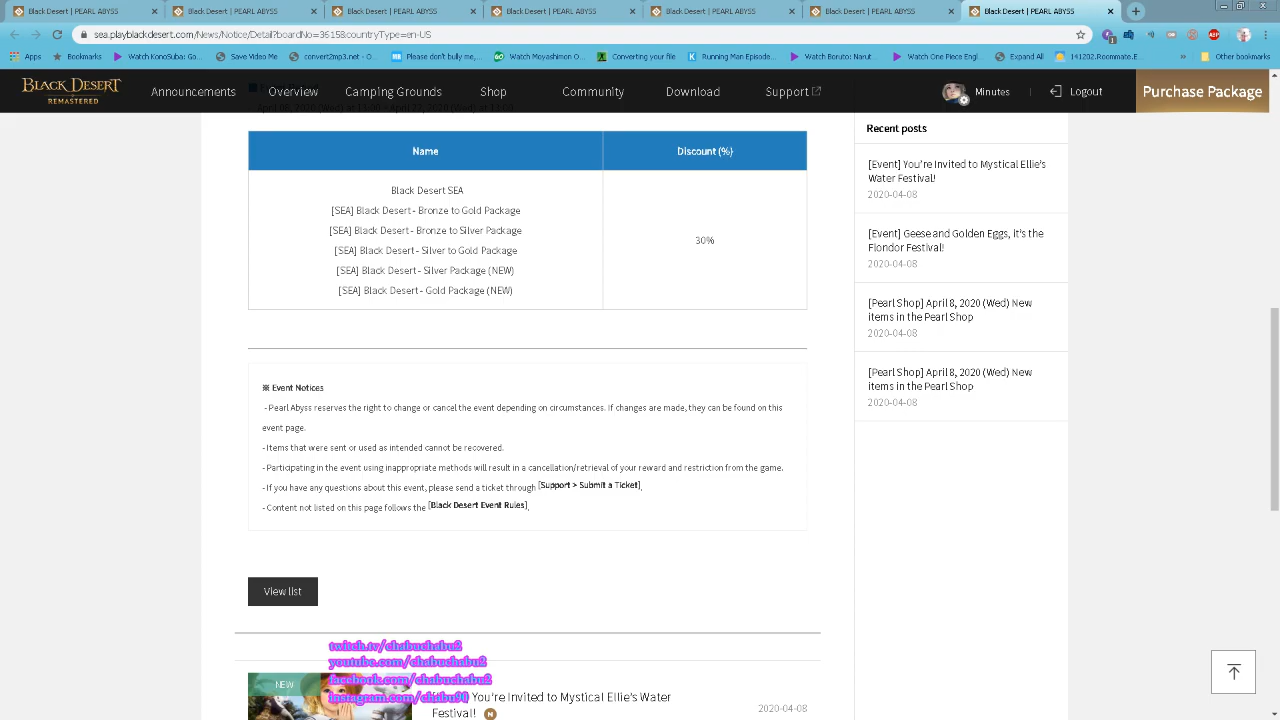 Black Desert | PEARL ABYSS
Black Desert | PEARL ABYSS
Black Desert | PEARL ABYSS
Black Desert | PEARL ABYSS
Black Desert | PEARL ABYSS
Black Desert | PEARL ABYSS
Black Desert | PEARL ABYSS
sea.playblackdesert.com/News/Notice/Detail?boardNo=3615&countryType=en-US
Apps
Bookmarks
Watch KonoSuba: Go...
Save Video Me
convert2mp3.net - C...
Please don't bully me,...
Watch Moyashimon O...
Converting your file
Running Man Episode...
Watch Boruto: Narut...
Watch One Piece Eng...
Expand All
141202.Roommate.E...
Other bookmarks
BLACK DESERT
REMASTERED
Announcements
Overview
Camping Grounds
Shop
Community
Download
Support
Minutes
Logout
Purchase Package
Name
Discount (%)
Black Desert SEA
[SEA] Black Desert - Bronze to Gold Package
[SEA] Black Desert - Bronze to Silver Package
[SEA] Black Desert - Silver to Gold Package
[SEA] Black Desert - Silver Package (NEW)
[SEA] Black Desert - Gold Package (NEW)
30%
※ Event Notices
- Pearl Abyss reserves the right to change or cancel the event depending on circumstances. If changes are made, they can be found on this
event page.
- Items that were sent or used as intended cannot be recovered.
- Participating in the event using inappropriate methods will result in a cancellation/retrieval of your reward and restriction from the game.
- If you have any questions about this event, please send a ticket through [Support > Submit a Ticket].
- Content not listed on this page follows the [Black Desert Event Rules].
View list
twitch.tv/chabuchabu2
youtube.com/chabuchabu2
facebook.com/chabuchabu2
instagram.com/chabu90
NEW
You're Invited to Mystical Ellie's Water
Festival! N
2020-04-08
Recent posts
[Event] You're Invited to Mystical Ellie's
Water Festival!
2020-04-08
[Event] Geese and Golden Eggs, it's the
Floridor Festival!
2020-04-08
[Pearl Shop] April 8, 2020 (Wed) New
items in the Pearl Shop
2020-04-08
[Pearl Shop] April 8, 2020 (Wed) New
items in the Pearl Shop
2020-04-08